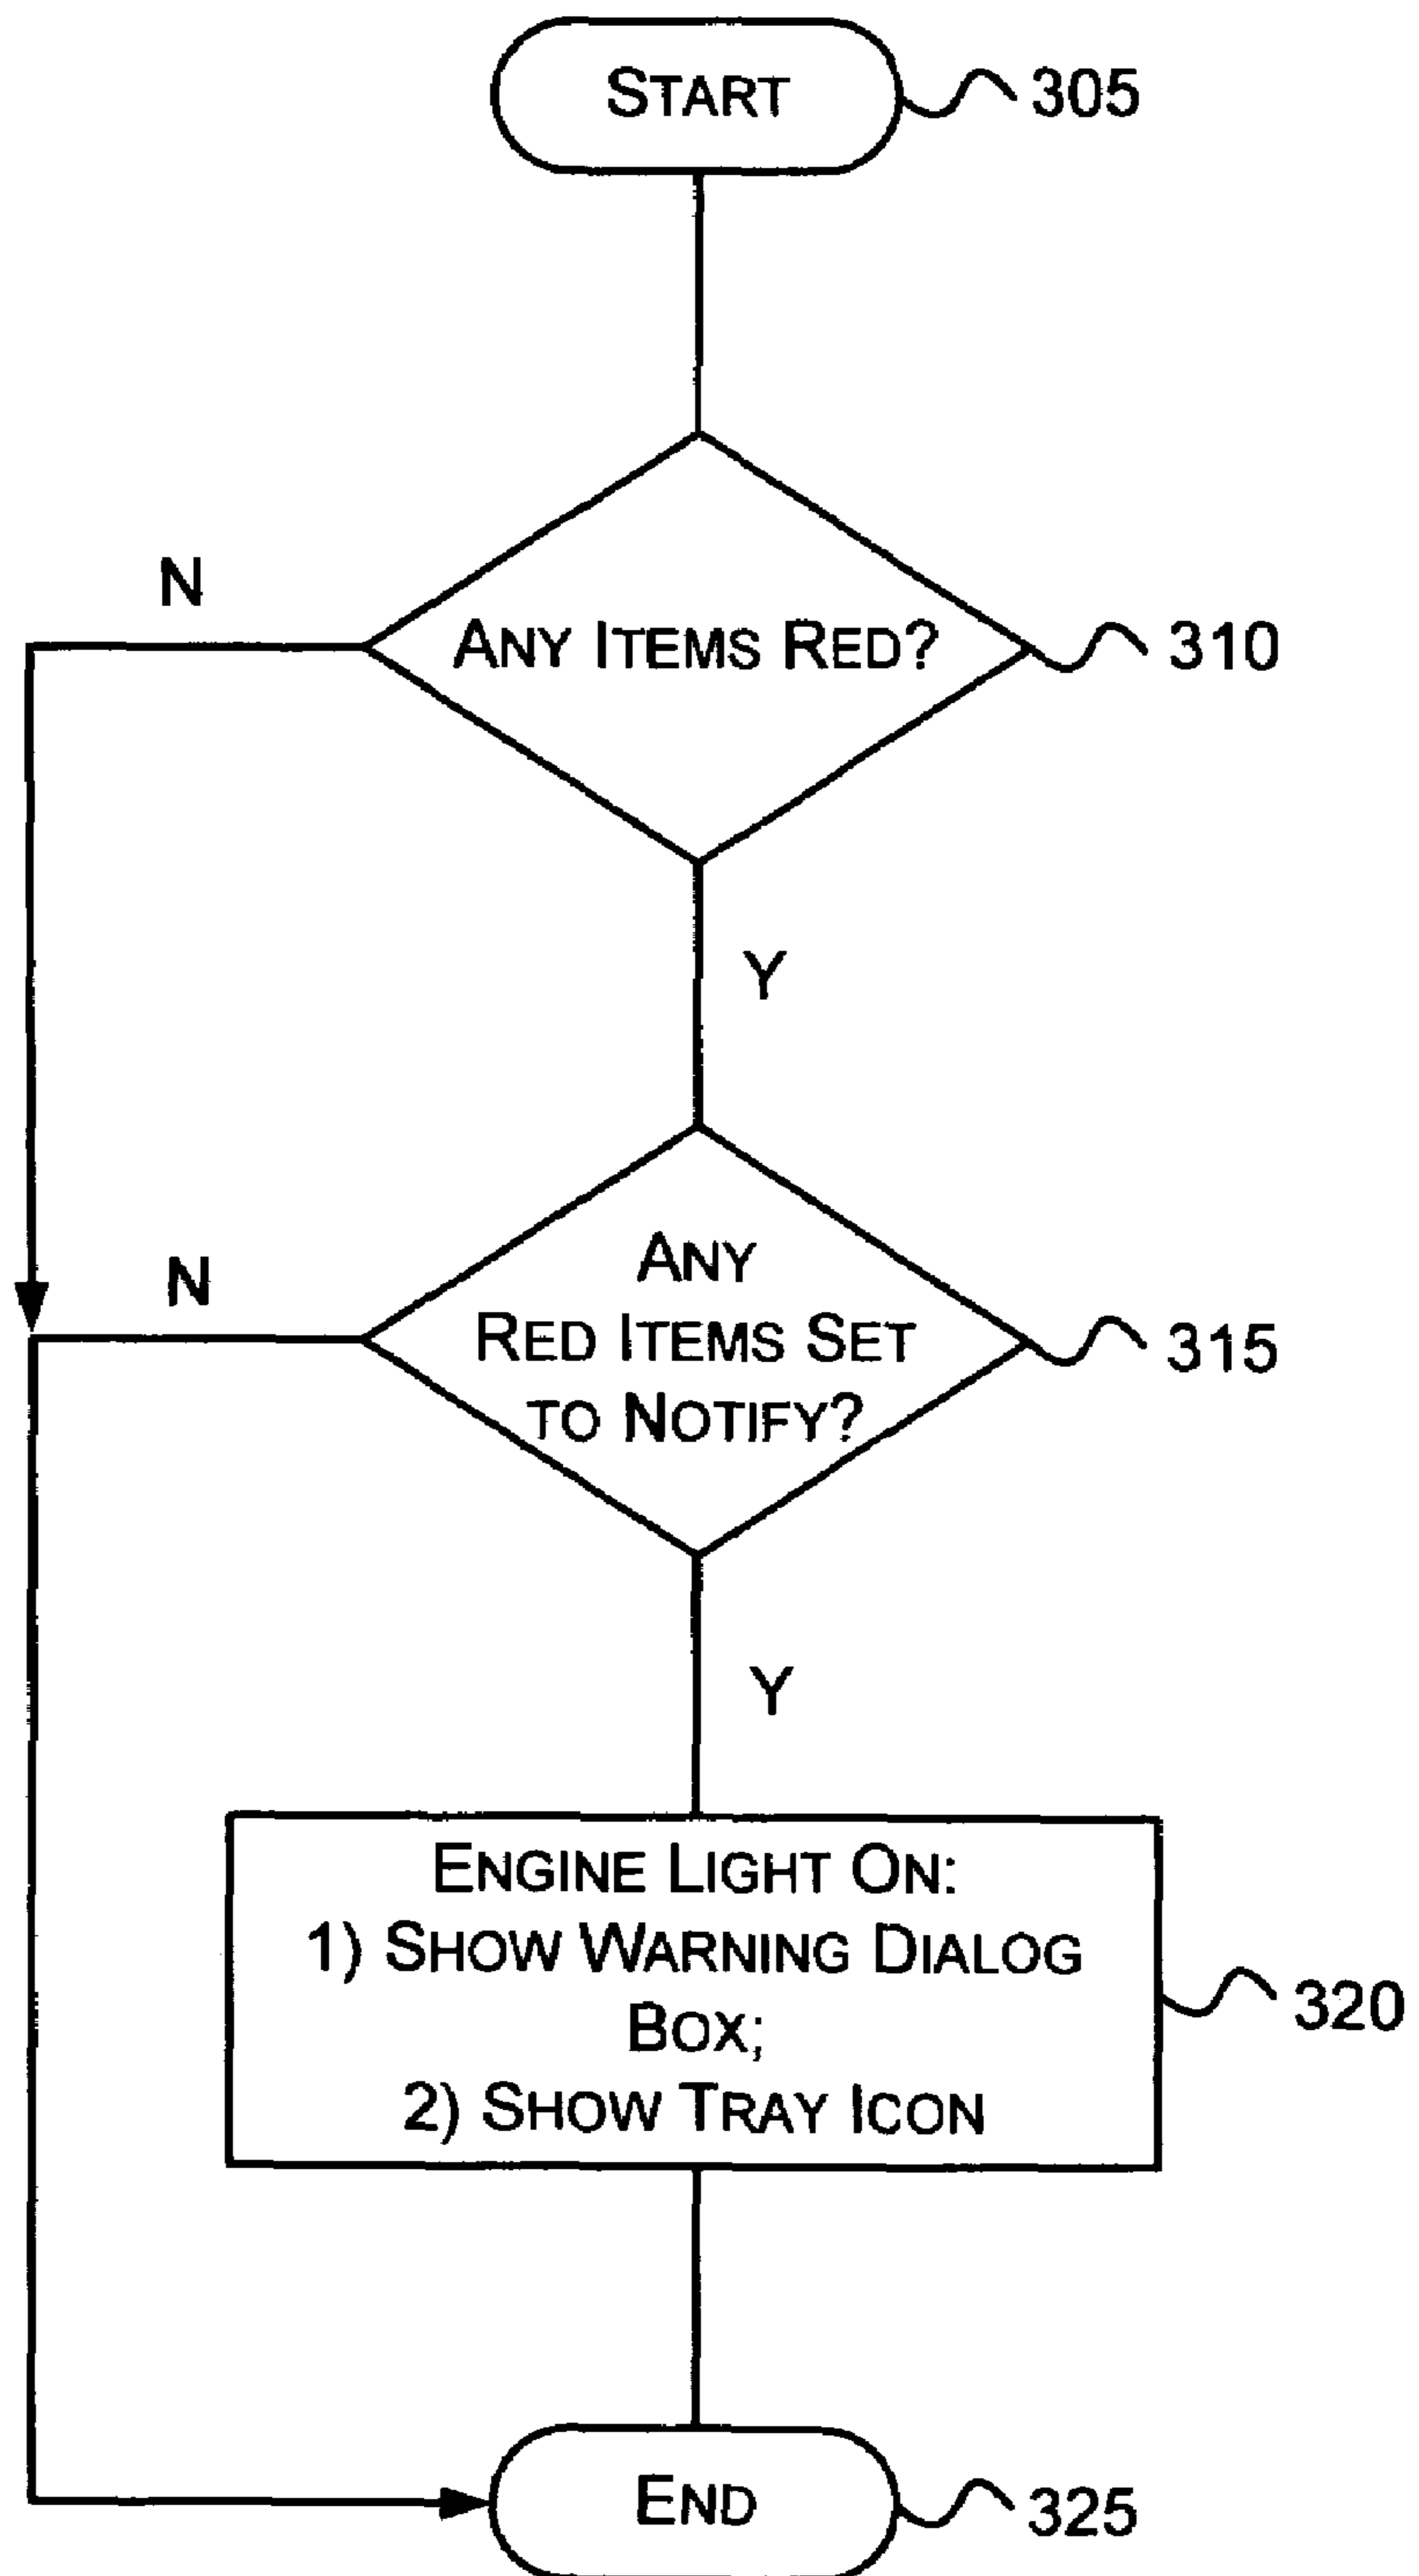 START 305
N
ANY ITEMS RED? 310
Y
N
ANY
RED ITEMS SET
TO NOTIFY?
315
Y
ENGINE LIGHT ON:
1) SHOW WARNING DIALOG
BOX;
2) SHOW TRAY ICON
320
END 325